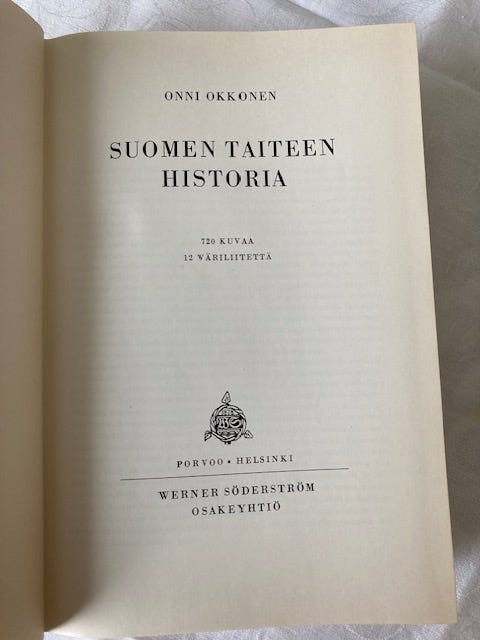 ONNI OKKONEN
SUOMEN TAITEEN
HISTORIA
720 KUVAA
12 VÄRILIITETTÄ
PORVOO • HELSINKI
WERNER SÖDERSTRÖM
OSAKEYHTIÖ